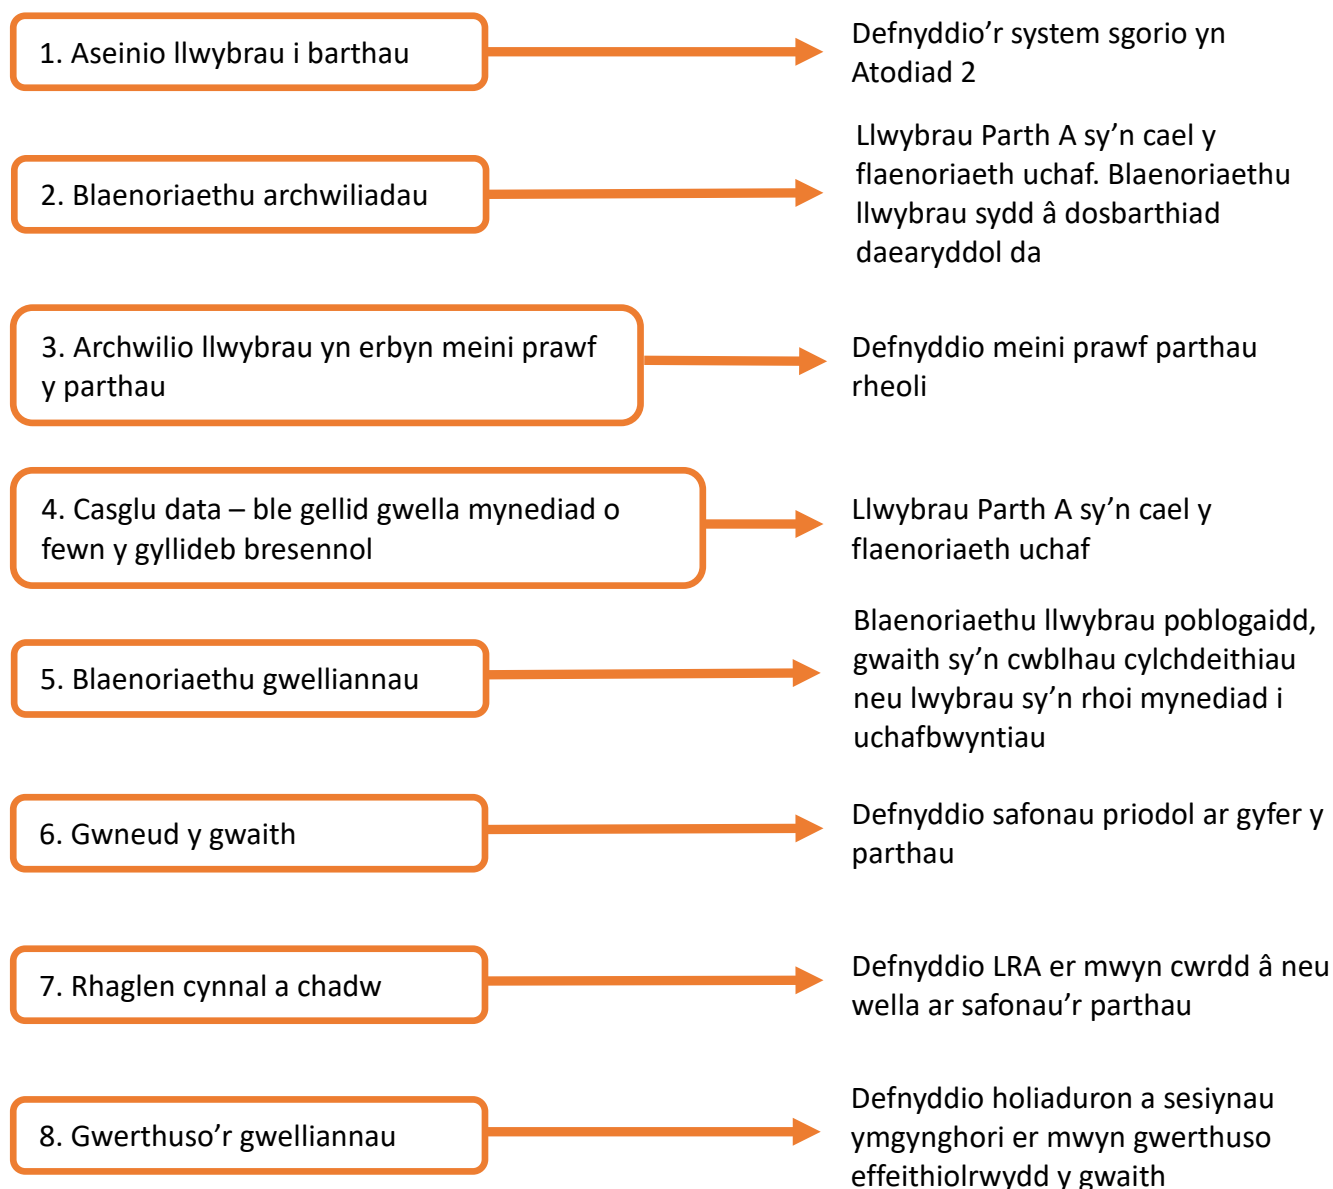 1. Aseinio llwybrau i barthau
Defnyddio’r system sgorio yn
Atodiad 2
2. Blaenoriaethu archwiliadau
Llwybrau Parth A sy’n cael y
flaenoriaeth uchaf. Blaenoriaethu
llwybrau sydd â dosbarthiad
daearyddol da
3. Archwilio llwybrau yn erbyn meini prawf
y parthau
Defnyddio meini prawf parthau
rheoli
4. Casglu data – ble gellid gwella mynediad o
fewn y gyllideb bresennol
Llwybrau Parth A sy’n cael y
flaenoriaeth uchaf
5. Blaenoriaethu gwelliannau
Blaenoriaethu llwybrau poblogaidd,
gwaith sy’n cwblhau cylchdeithiau
neu lwybrau sy’n rhoi mynediad i
uchafbwyntiau
6. Gwneud y gwaith
Defnyddio safonau priodol ar gyfer y
parthau
7. Rhaglen cynnal a chadw
Defnyddio LRA er mwyn cwrdd â neu
wella ar safonau’r parthau
8. Gwerthuso’r gwelliannau
Defnyddio holiaduron a sesiynau
ymgynghori er mwyn gwerthuso
effeithiolrwydd y gwaith